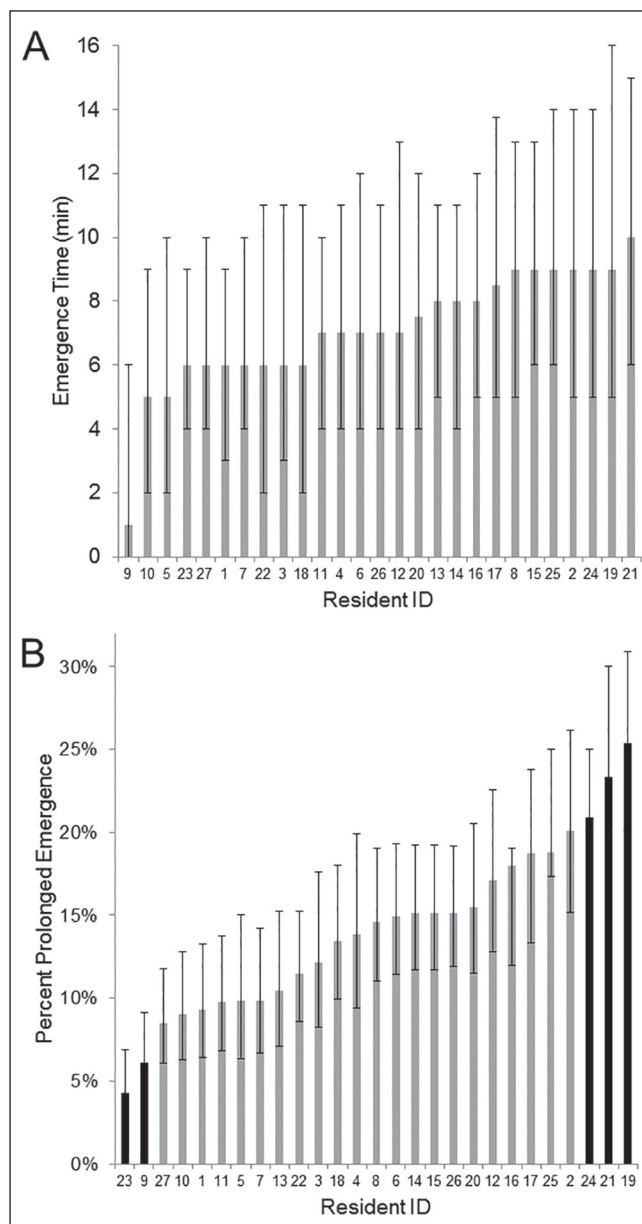 A
16
14
12
10
8
6
4
2
0
Emergence Time (min)
9 10 5 23 27 1 7 22 3 18 11 4 6 26 12 20 13 14 16 17 8 15 25 2 24 19 21
Resident ID
B
30%
25%
20%
15%
10%
5%
0%
Percent Prolonged Emergence
23 9 27 10 1 11 5 7 13 22 3 18 4 8 6 14 15 26 20 12 16 17 25 2 24 21 19
Resident ID